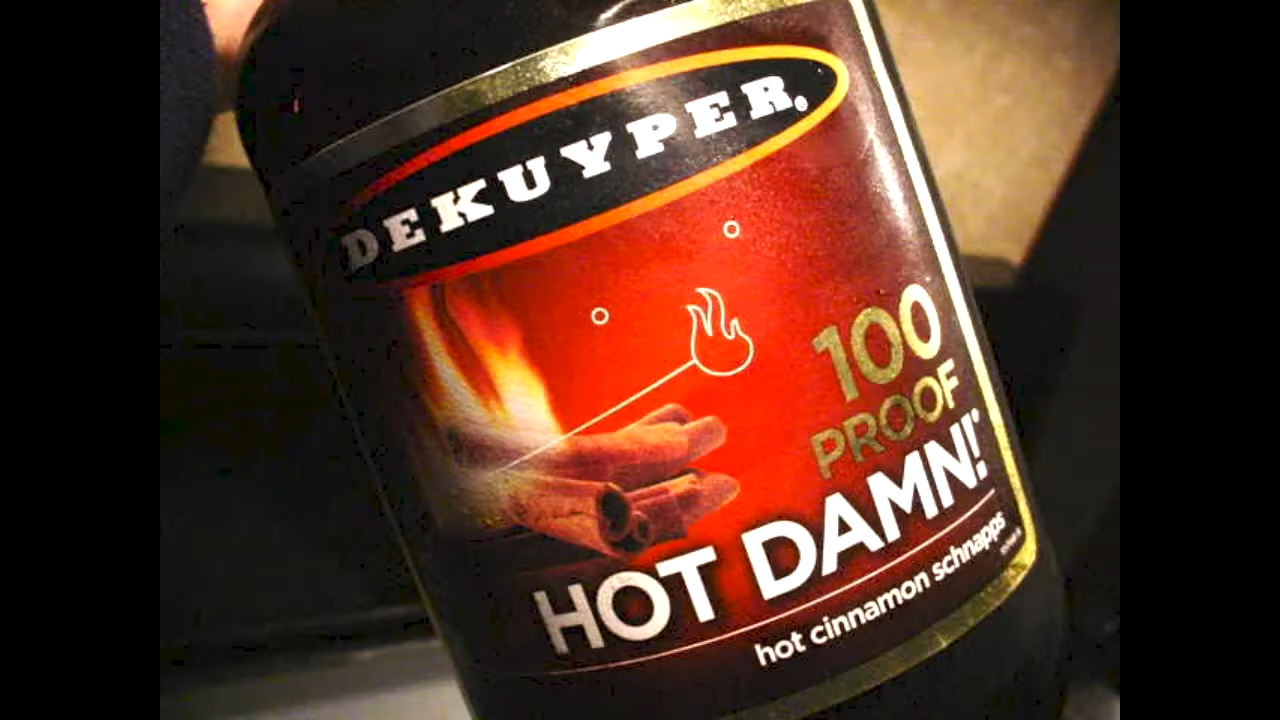 DEKUYPER®
100
PROOF
HOT DAMN!®
hot cinnamon schnapps